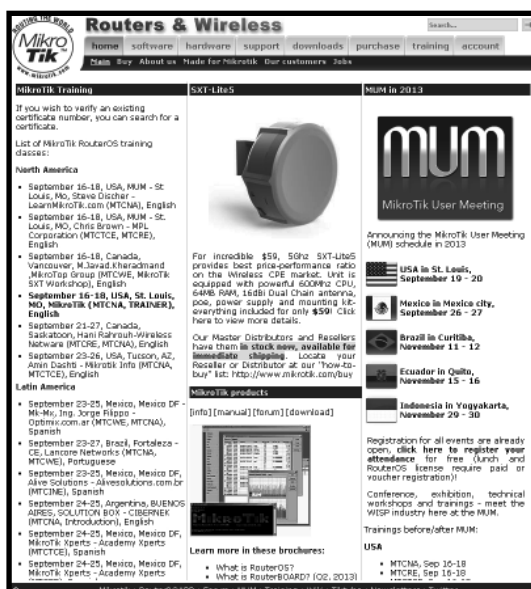 ROUTING THE WORLD
MikroTik
www.mikrotik.com
Routers & Wireless
Search...
home software hardware support downloads purchase training account
Main Buy About us Made for Mikrotik Our customers Jobs
MikroTik Training
If you wish to verify an existing
certificate number, you can search for a
certificate.
List of MikroTik RouterOS training
classes:
North America
September 16-18, USA, MUM - St
Louis, Mo, Steve Discher -
LearnMikroTik.com (MTCNA), English
September 16-18, USA, MUM - St.
Louis, MO, Chris Brown - MPL
Corporation (MTCTCE, MTCRE),
English
September 16-18, Canada,
Vancouver, M.Javad.Kheradmand
,MikroTop Group (MTCWE, MikroTik
SXT Workshop), English
September 16-18, USA, St. Louis,
MO, MikroTik (MTCNA, TRAINER),
English
September 21-27, Canada,
Saskatoon, Hani Rahrouh-Wireless
Netware (MTCRE, MTCNA), English
September 23-26, USA, Tucson, AZ,
Amin Dashti - Mikrotik Info (MTCNA,
MTCTCE), English
Latin America
September 23-25, Mexico, Mexico DF -
Mk-Mx, Ing. Jorge Filippo -
Optimix.com.ar (MTCWE, MTCNA),
Spanish
September 23-27, Brazil, Fortaleza -
CE, Lancore Networks (MTCNA,
MTCWE), Portuguese
September 23-25, Mexico, Mexico DF,
Alive Solutions - Alivesolutions.com.br
(MTCINE), Spanish
September 24-25, Argentina, BUENOS
AIRES, SOLUTION BOX - CIBERNEK
(MTCNA, Introduction), English
September 24-25, Mexico, Mexico DF,
MikroTik Xperts - Academy Xperts
(MTCTCE), Spanish
September 24-25, Mexico, Mexico DF,
MikroTik Xperts - Academy Xperts
SXT-Lite5
For incredible $59, 5Ghz SXT-Lite5
provides best price-performance ratio
on the Wireless CPE market. Unit is
equipped with powerful 600Mhz CPU,
64MB RAM, 16dBi Dual Chain antenna,
poe, power supply and mounting kit-
everything included for only $59! Click
here to view more details.
Our Master Distributors and Resellers
have them in stock now, available for
immediate shipping. Locate your
Reseller or Distributor at our "how-to-
buy" list: http://www.mikrotik.com/buy
MikroTik products
[info][manual][forum][download]
MikroTik
Learn more in these brochures:
What is RouterOS?
What is RouterBOARD? (Q2.2013)
MUM in 2013
mum
MikroTik User Meeting
Announcing the MikroTik User Meeting
(MUM) schedule in 2013
USA in St. Louis,
September 19 - 20
Mexico in Mexico city,
September 26 - 27
Brazil in Curitiba,
November 11 - 12
Ecuador in Quito,
November 15 - 16
Indonesia in Yogyakarta,
November 29 - 30
Registration for all events are already
open, click here to register your
attendance for free (lunch and
RouterOS license require paid or
voucher registration)!
Conference, exhibition, technical
workshops and trainings - meet the
WISP industry here at the MUM.
Trainings before/after MUM:
USA
MTCNA, Sep 16-18
MTCRE, Sep 16-18